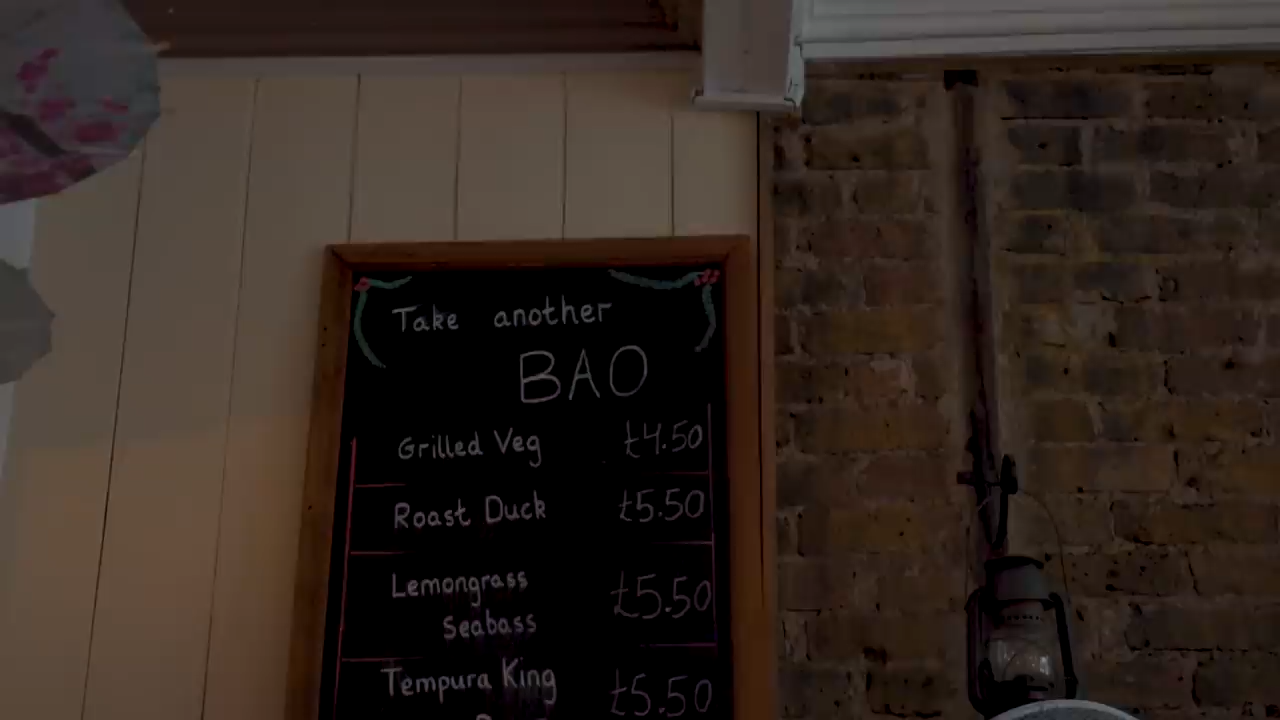 Take another
BAO
Grilled Veg £4.50
Roast Duck £5.50
Lemongrass
Seabass £5.50
Tempura King £5.50